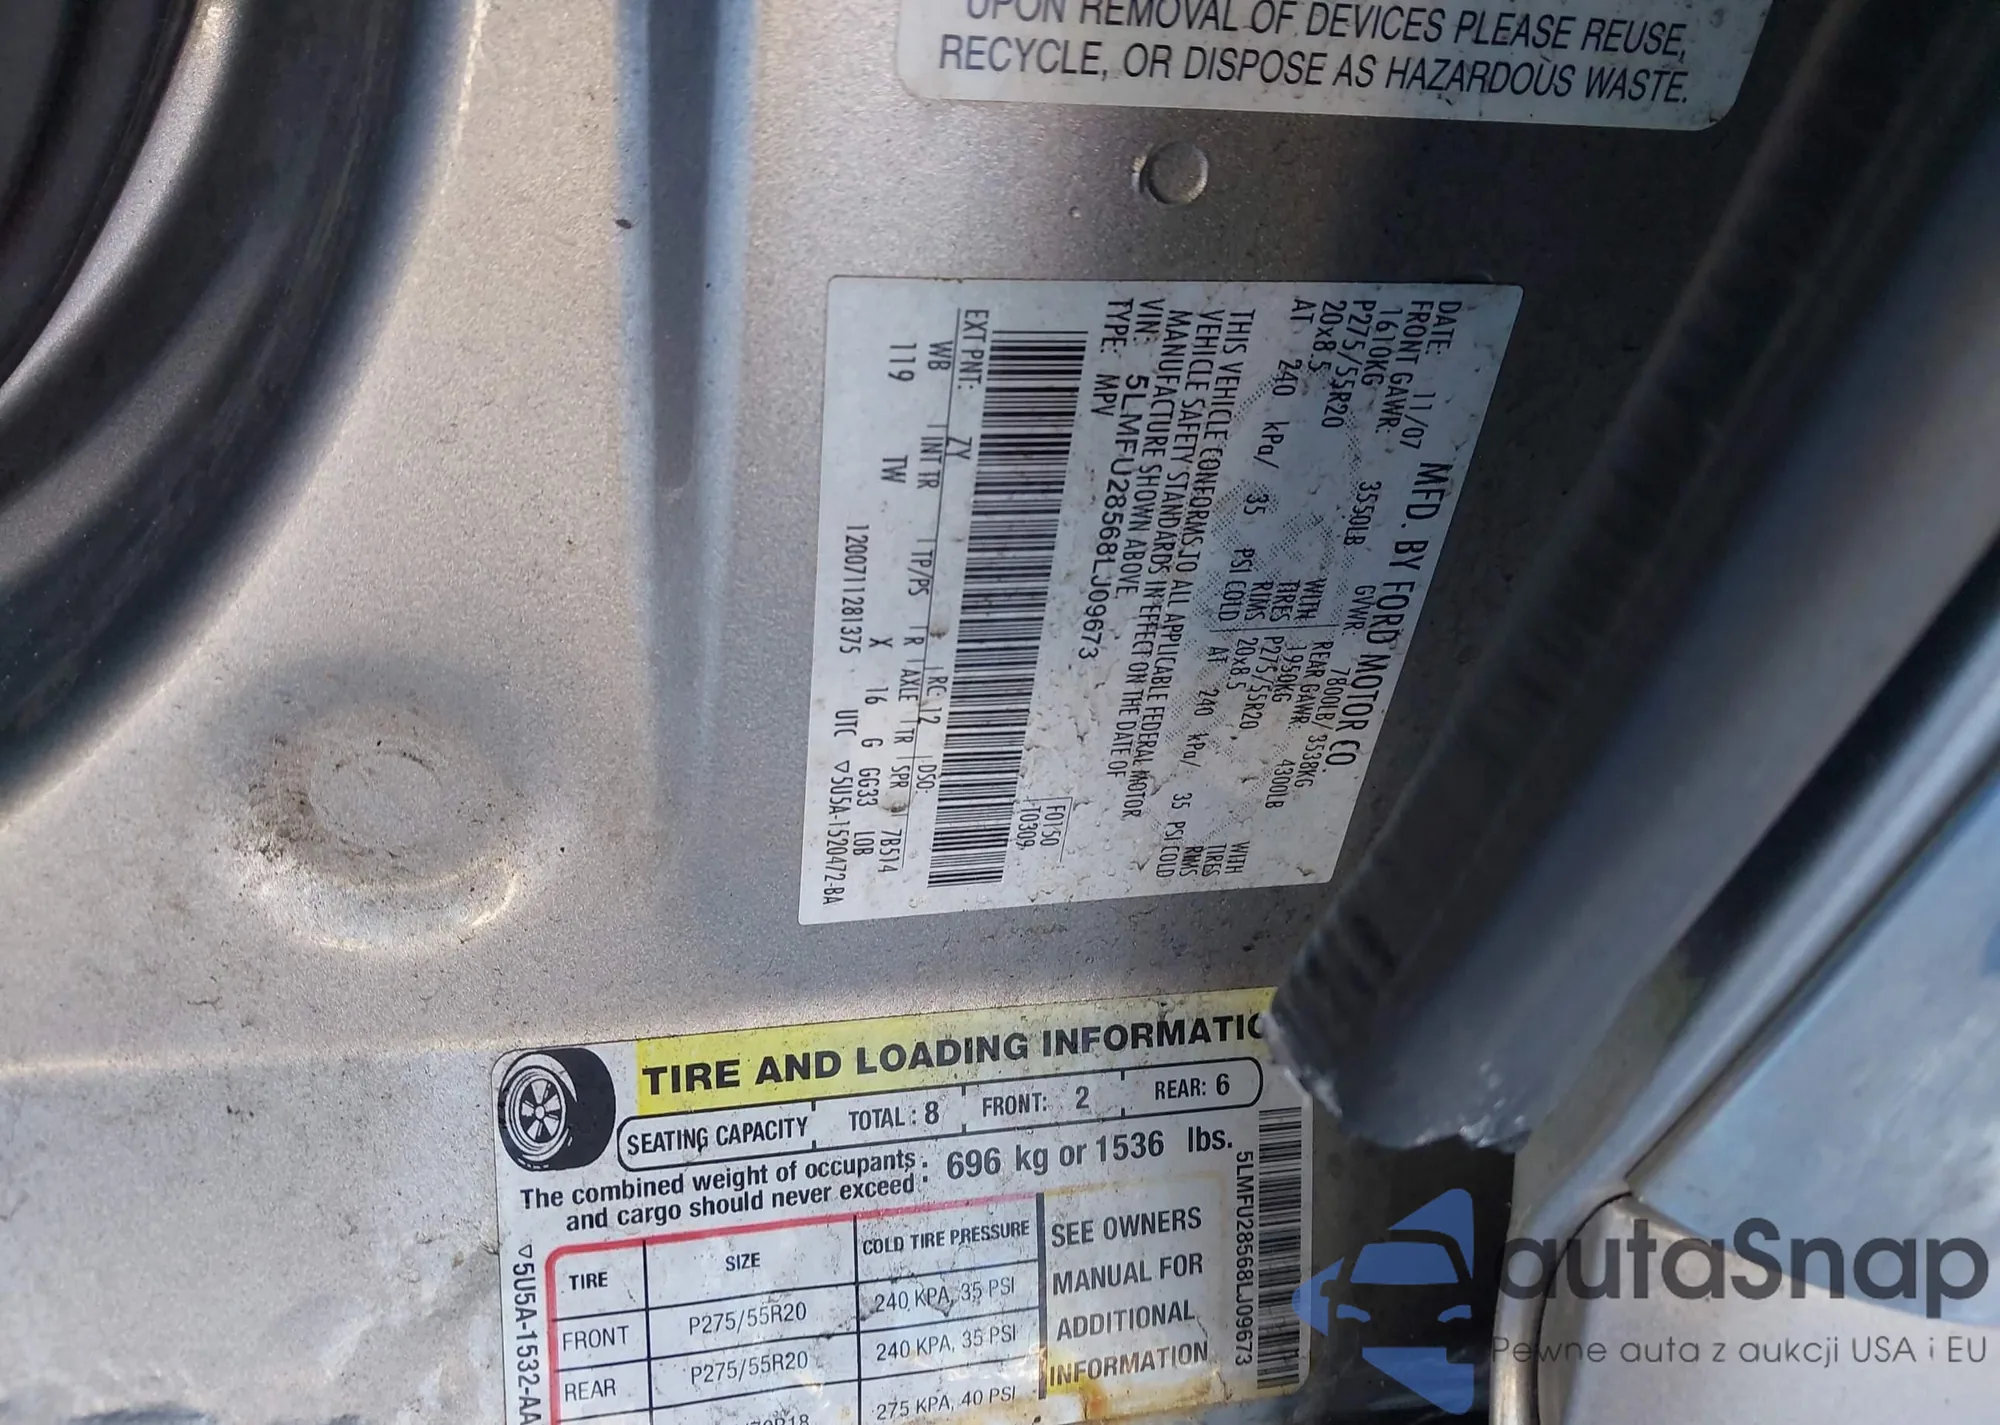 UPON REMOVAL OF DEVICES PLEASE REUSE,
RECYCLE, OR DISPOSE AS HAZARDOUS WASTE.
MFD. BY FORD MOTOR CO.
DATE: 11/07 GVWR: 7800LB/ 3538KG
FRONT GAWR: 3550LB REAR GAWR: 4300LB
1610KG WITH 1950KG WITH
P275/55R20 TIRES P275/55R20 TIRES
20x8.5 RIMS 20x8.5 RIMS
AT 240 kPa/ 35 PSI COLD AT 240 kPa/ 35 PSI COLD
THIS VEHICLE CONFORMS TO ALL APPLICABLE FEDERAL MOTOR
VEHICLE SAFETY STANDARDS IN EFFECT ON THE DATE OF
MANUFACTURE SHOWN ABOVE
VIN: 5LMFU28568LJ09673
TYPE: MPV
F0150
T0309
EXT PNT: ZY RC: 12 DSO:
WB INT TR TP/PS R AXLE TR SPR 7B514
119 TW X 16 G GG33 LOB
1200711281375 UTC ▽5U5A-1520472-BA
TIRE AND LOADING INFORMATIO
SEATING CAPACITY TOTAL : 8 FRONT: 2 REAR: 6
The combined weight of occupants : 696 kg or 1536 lbs.
and cargo should never exceed :
TIRE SIZE COLD TIRE PRESSURE
FRONT P275/55R20 240 KPA, 35 PSI
REAR P275/55R20 240 KPA, 35 PSI
275 KPA, 40 PSI
SEE OWNERS
MANUAL FOR
ADDITIONAL
INFORMATION
5LMFU28568LJ09673
▽5U5A-1532-AA
autaSnap
Pewne auta z aukcji USA i EU